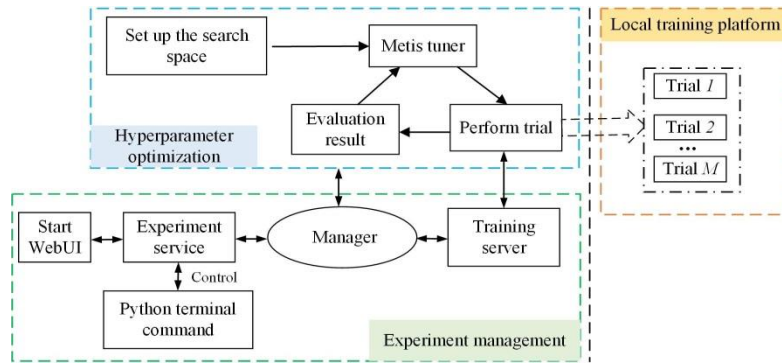 Set up the search
space
Metis tuner
Local training platform
Trial 1
Evaluation
result
Perform trial
Trial 2
...
Trial M
Hyperparameter
optimization
Start
WebUI
Experiment
service
Manager
Training
server
Control
Python terminal
command
Experiment management